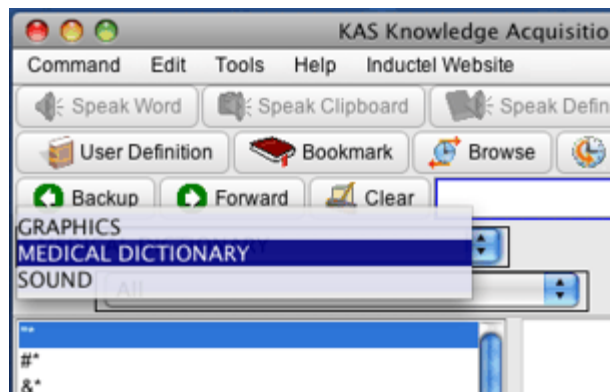 KAS Knowledge Acquisitio
Command Edit Tools Help Inductel Website
Speak Word Speak Clipboard Speak Defin
User Definition Bookmark Browse
Backup Forward Clear
GRAPHICS
MEDICAL DICTIONARY
SOUND
All
"*
#*
&*